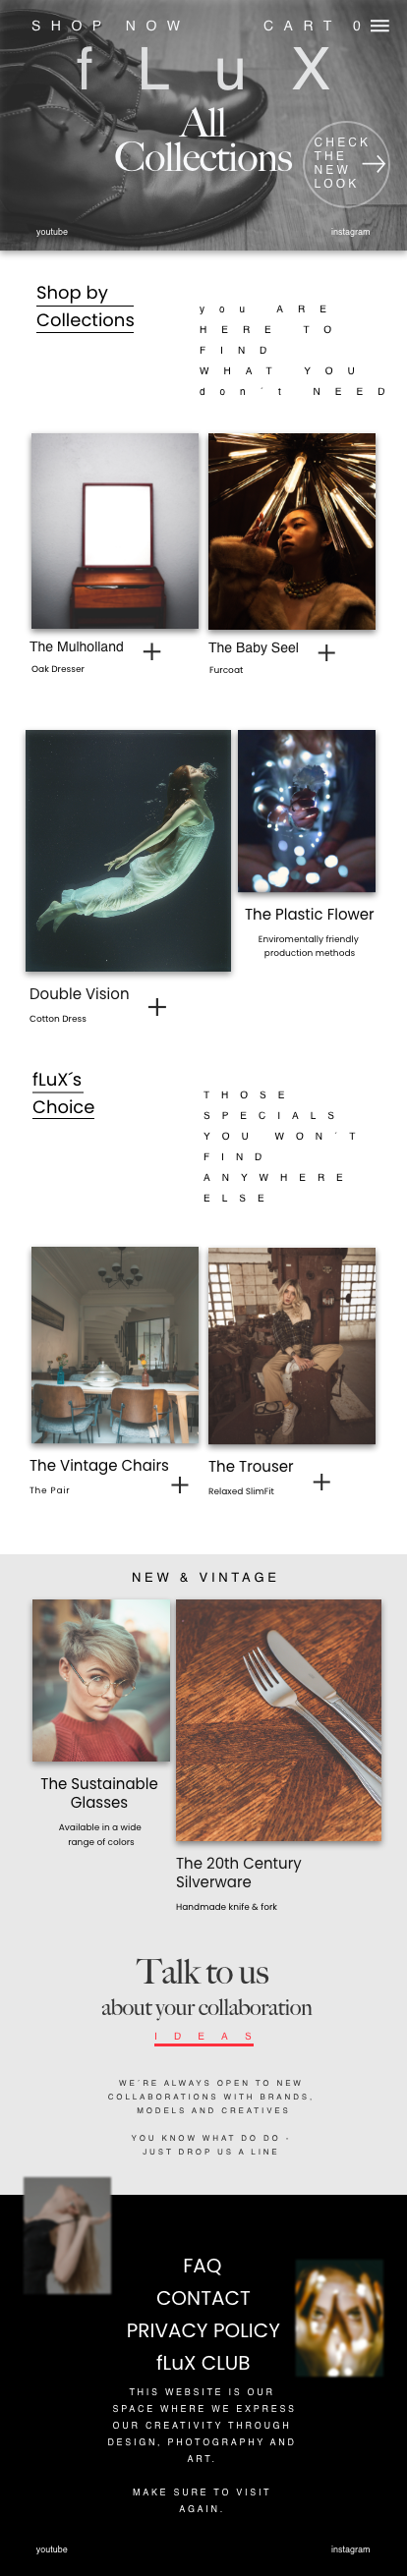 SHOP NOW CART 0
fLuX
All
Collections
CHECK
THE
NEW
LOOK
youtube instagram
Shop by
Collections
you ARE
HERE TO
FIND
WHAT YOU
don´t NEED
The Mulholland
Oak Dresser
The Baby Seel
Furcoat
The Plastic Flower
Enviromentally friendly
production methods
Double Vision
Cotton Dress
fLuX´s
Choice
THOSE
SPECIALS
YOU WON´T
FIND
ANYWHERE
ELSE
The Vintage Chairs
The Pair
The Trouser
Relaxed SlimFit
NEW & VINTAGE
The Sustainable
Glasses
Available in a wide
range of colors
The 20th Century
Silverware
Handmade knife & fork
Talk to us
about your collaboration
IDEAS
WE´RE ALWAYS OPEN TO NEW
COLLABORATIONS WITH BRANDS,
MODELS AND CREATIVES
YOU KNOW WHAT DO DO -
JUST DROP US A LINE
FAQ
CONTACT
PRIVACY POLICY
fLuX CLUB
THIS WEBSITE IS OUR
SPACE WHERE WE EXPRESS
OUR CREATIVITY THROUGH
DESIGN, PHOTOGRAPHY AND
ART.
MAKE SURE TO VISIT
AGAIN.
youtube instagram